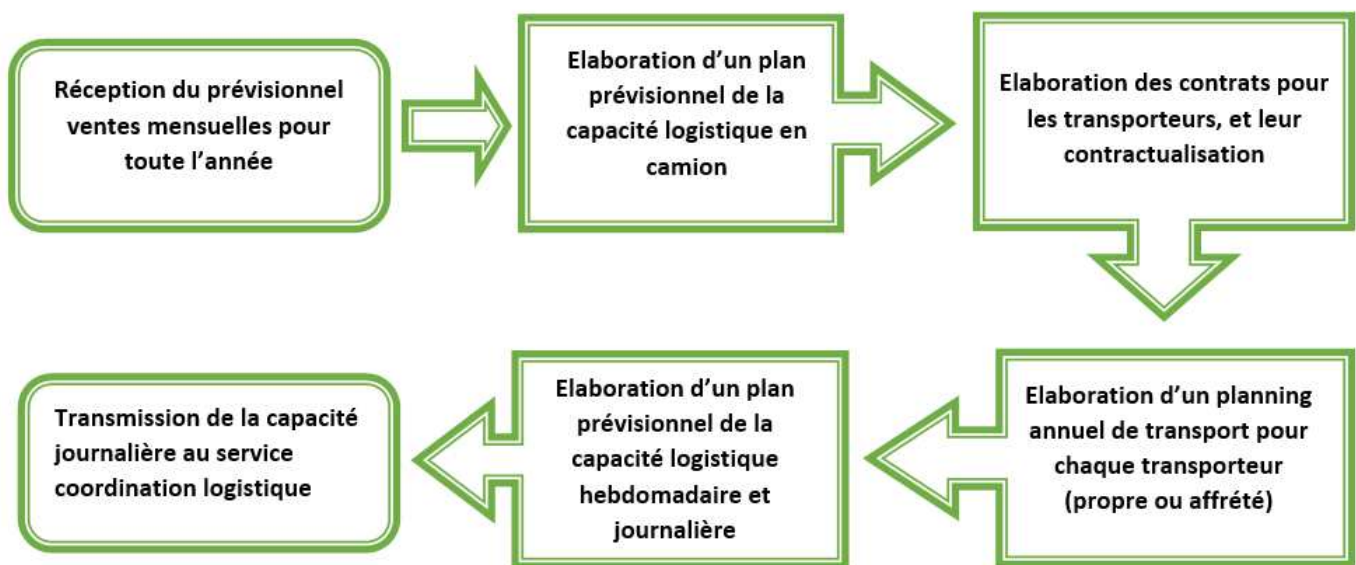 Réception du prévisionnel
ventes mensuelles pour
toute l’année
Elaboration d’un plan
prévisionnel de la
capacité logistique en
camion
Elaboration des contrats pour
les transporteurs, et leur
contractualisation
Elaboration d’un planning
annuel de transport pour
chaque transporteur
(propre ou affrété)
Elaboration d’un plan
prévisionnel de la
capacité logistique
hebdomadaire et
journalière
Transmission de la capacité
journalière au service
coordination logistique